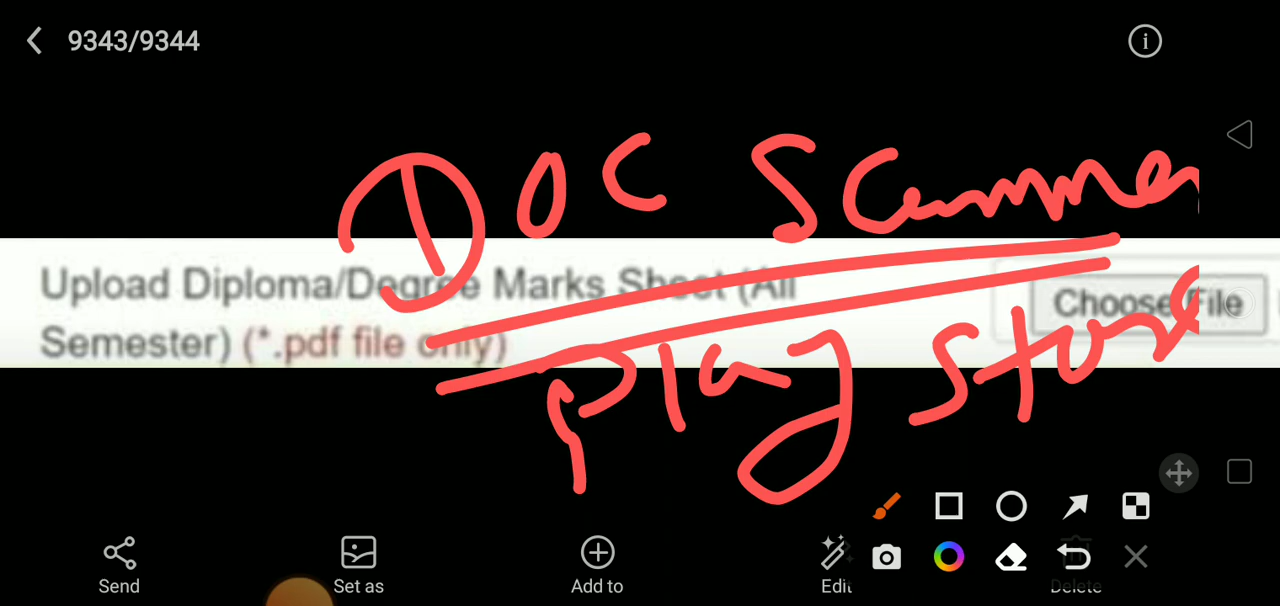 9343/9344
DOC Scanner
Upload Diploma/Degree Marks Sheet (All
Semester) (*.pdf file only)
Choose File
Play Store
Send
Set as
Add to
Edit
Delete